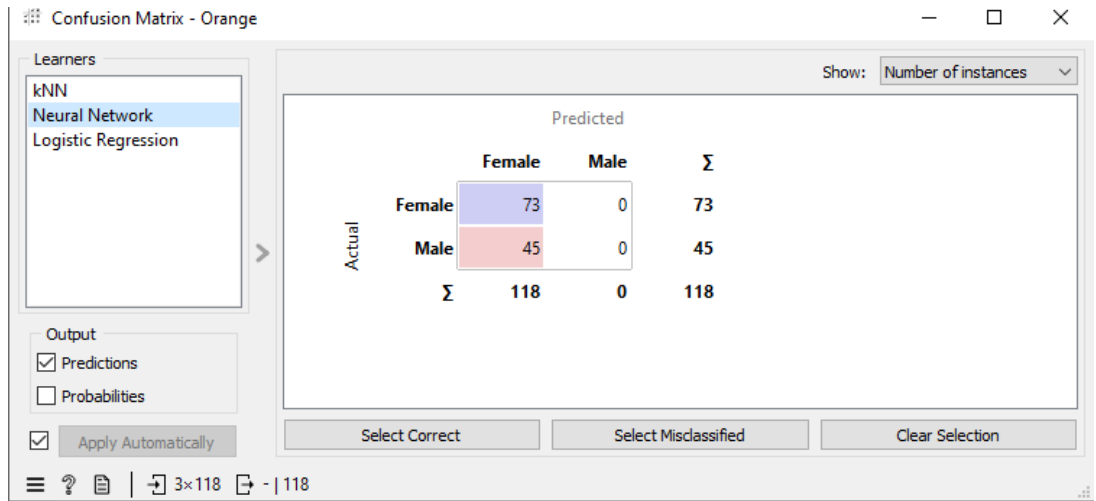 Confusion Matrix - Orange
Learners
kNN
Neural Network
Logistic Regression
Output
Predictions
Probabilities
Apply Automatically
Show: Number of instances
Predicted
Female Male Σ
Actual
Female 73 0 73
Male 45 0 45
Σ 118 0 118
Select Correct Select Misclassified Clear Selection
? 3×118 - | 118